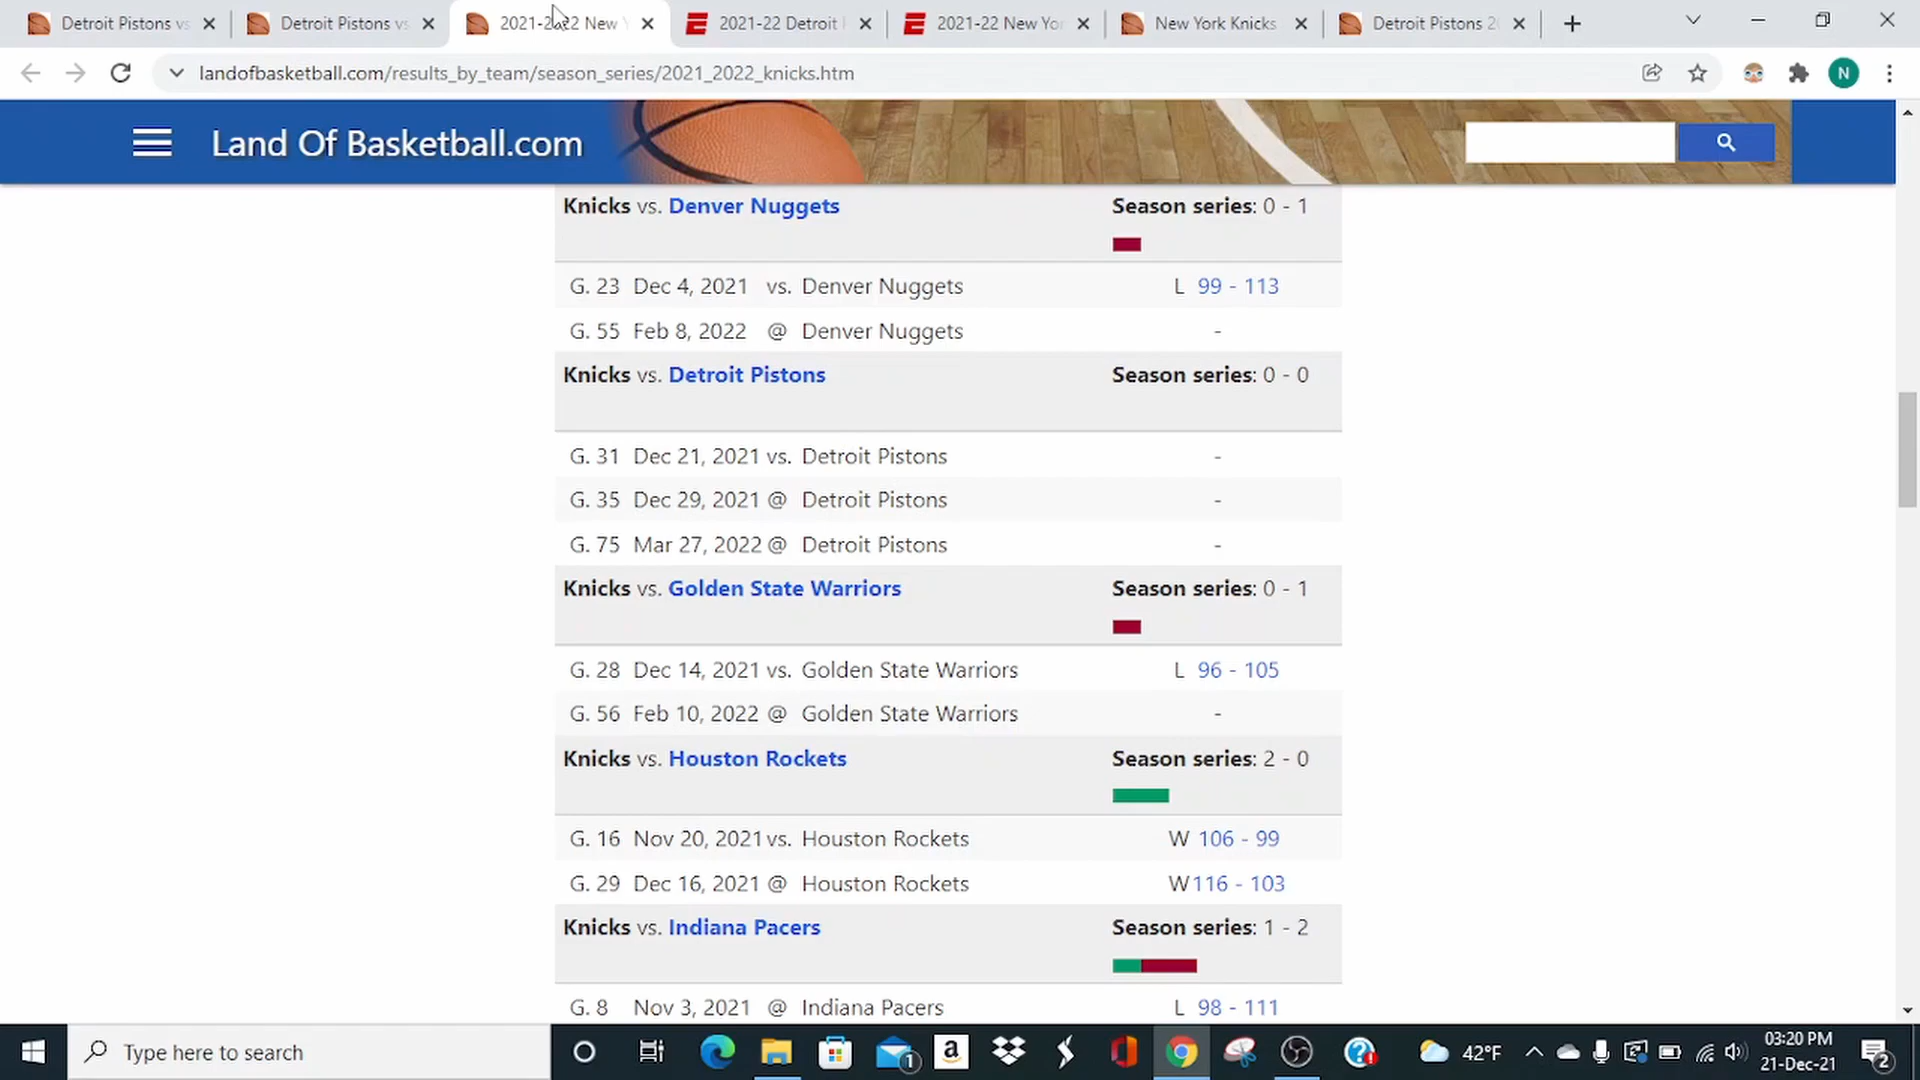 Detroit Pistons vs
Detroit Pistons vs
2021-2022 New Y
2021-22 Detroit
2021-22 New Yor
New York Knicks
Detroit Pistons 20
landofbasketball.com/results_by_team/season_series/2021_2022_knicks.htm
N
Land Of Basketball.com
Knicks vs. Denver Nuggets Season series: 0 - 1
G. 23 Dec 4, 2021 vs. Denver Nuggets L 99 - 113
G. 55 Feb 8, 2022 @ Denver Nuggets -
Knicks vs. Detroit Pistons Season series: 0 - 0
G. 31 Dec 21, 2021 vs. Detroit Pistons -
G. 35 Dec 29, 2021 @ Detroit Pistons -
G. 75 Mar 27, 2022 @ Detroit Pistons -
Knicks vs. Golden State Warriors Season series: 0 - 1
G. 28 Dec 14, 2021 vs. Golden State Warriors L 96 - 105
G. 56 Feb 10, 2022 @ Golden State Warriors -
Knicks vs. Houston Rockets Season series: 2 - 0
G. 16 Nov 20, 2021 vs. Houston Rockets W 106 - 99
G. 29 Dec 16, 2021 @ Houston Rockets W 116 - 103
Knicks vs. Indiana Pacers Season series: 1 - 2
G. 8 Nov 3, 2021 @ Indiana Pacers L 98 - 111
Type here to search
1
a
42°F
03:20 PM
21-Dec-21
2